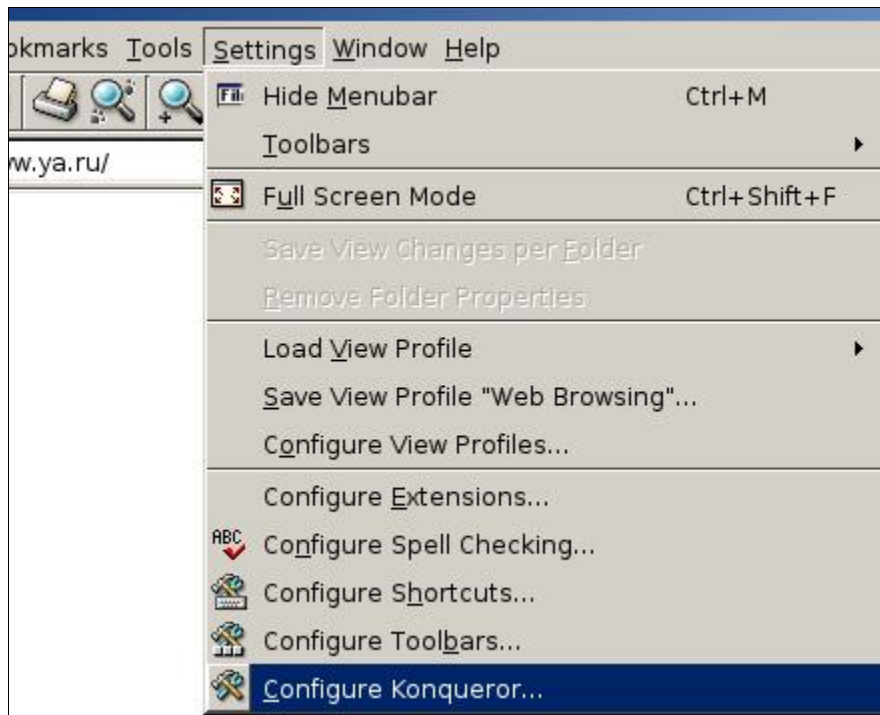 okmarks Tools Settings Window Help
Hide Menubar Ctrl+M
Toolbars
w.ya.ru/
Full Screen Mode Ctrl+Shift+F
Save View Changes per Folder
Remove Folder Properties
Load View Profile
Save View Profile "Web Browsing"...
Configure View Profiles...
Configure Extensions...
ABC Configure Spell Checking...
Configure Shortcuts...
Configure Toolbars...
Configure Konqueror...